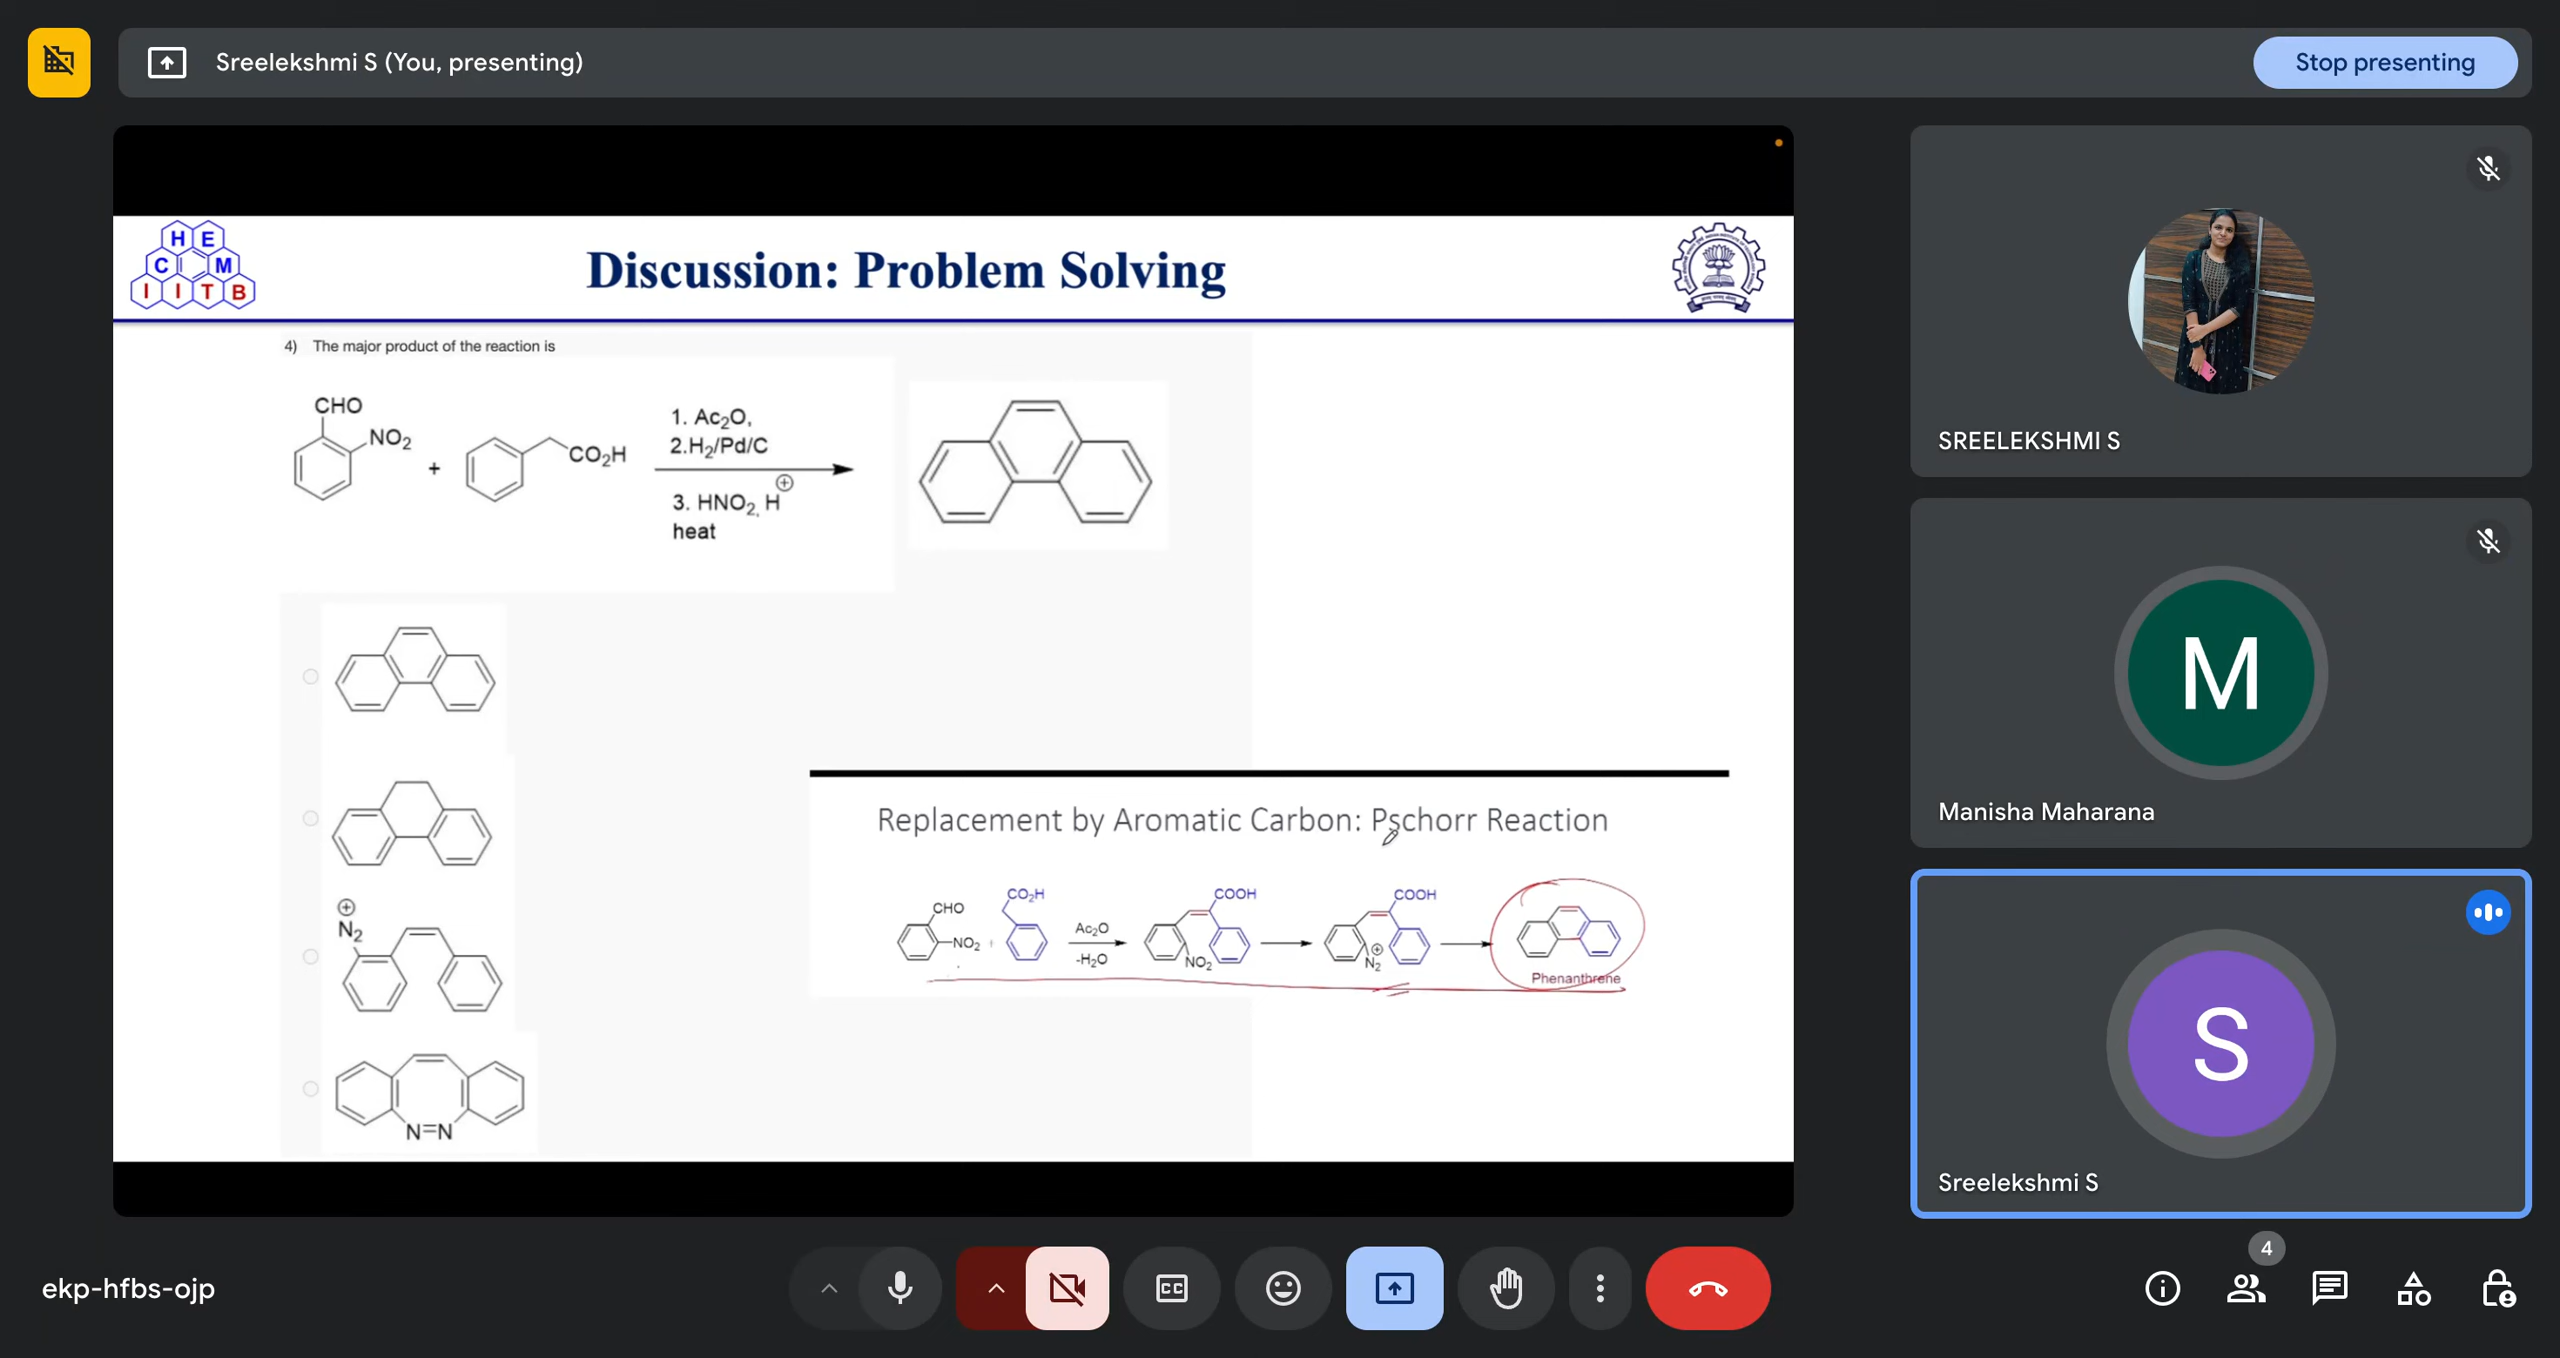 Sreelekshmi S (You, presenting)
Stop presenting
H E
C M
I I T B
Discussion: Problem Solving
4) The major product of the reaction is
CHO
NO2
+
CO2H
1. Ac2O,
2.H2/Pd/C
3. HNO2, H⊕
heat
⊕
N2
N=N
Replacement by Aromatic Carbon: Pschorr Reaction
CHO
NO2
+
CO2H
Ac2O
-H2O
COOH
NO2
COOH
⊕
N2
Phenanthrene
SREELEKSHMI S
M
Manisha Maharana
S
Sreelekshmi S
ekp-hfbs-ojp
CC
4